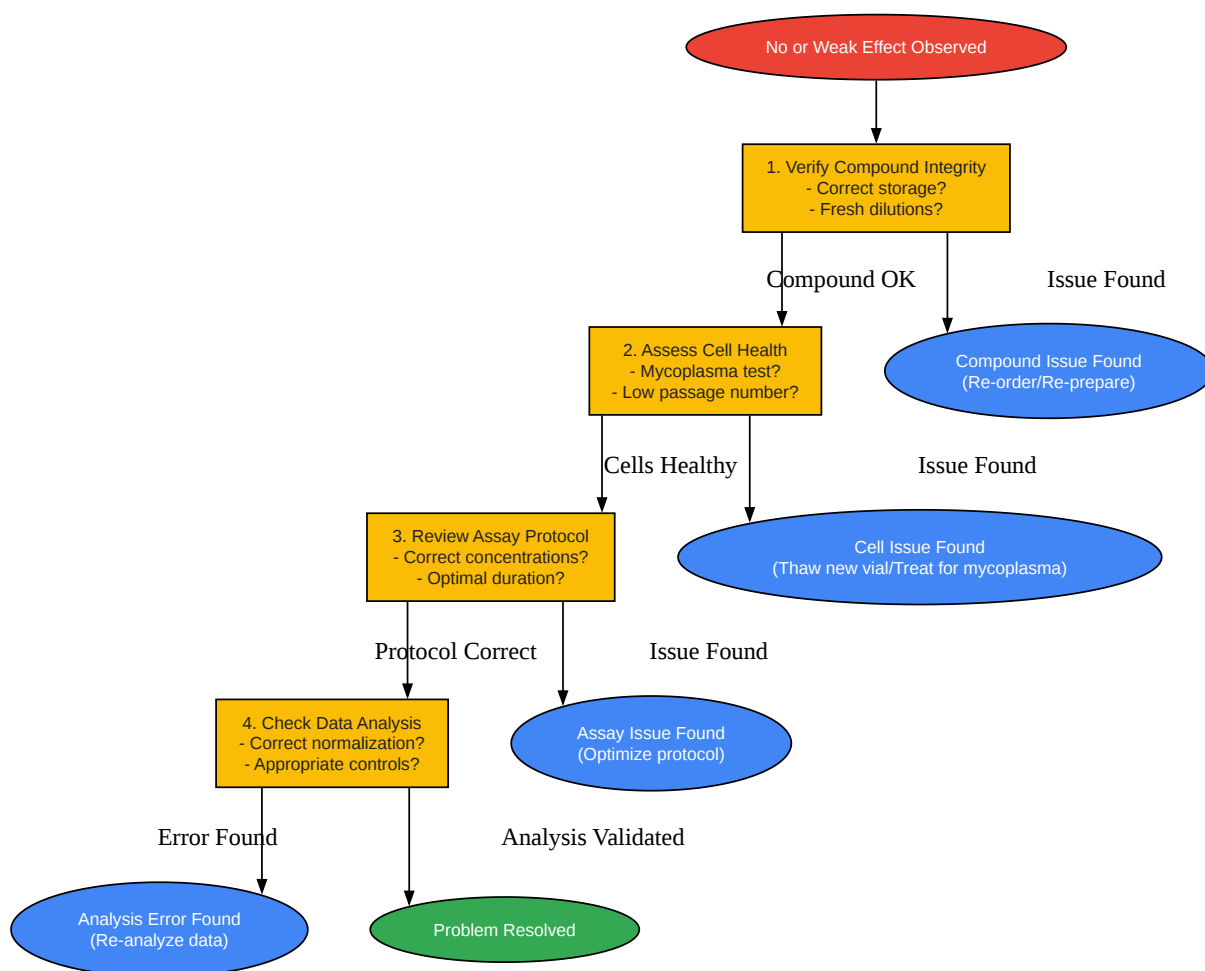 No or Weak Effect Observed
1. Verify Compound Integrity
- Correct storage?
- Fresh dilutions?
Compound OK
Issue Found
2. Assess Cell Health
- Mycoplasma test?
- Low passage number?
Compound Issue Found
(Re-order/Re-prepare)
Cells Healthy
Issue Found
3. Review Assay Protocol
- Correct concentrations?
- Optimal duration?
Cell Issue Found
(Thaw new vial/Treat for mycoplasma)
Protocol Correct
Issue Found
4. Check Data Analysis
- Correct normalization?
- Appropriate controls?
Assay Issue Found
(Optimize protocol)
Error Found
Analysis Validated
Analysis Error Found
(Re-analyze data)
Problem Resolved